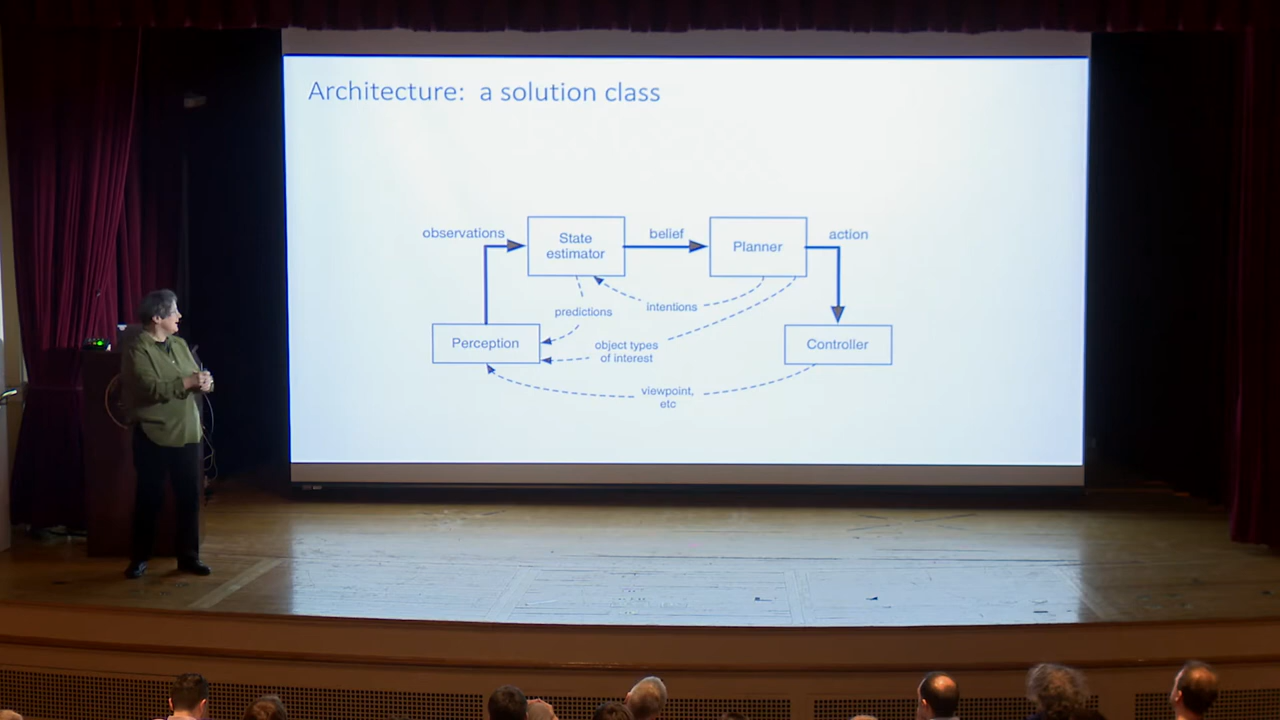 Architecture: a solution class
observations
State
estimator
belief
Planner
action
predictions
intentions
Perception
object types
of interest
Controller
viewpoint,
etc